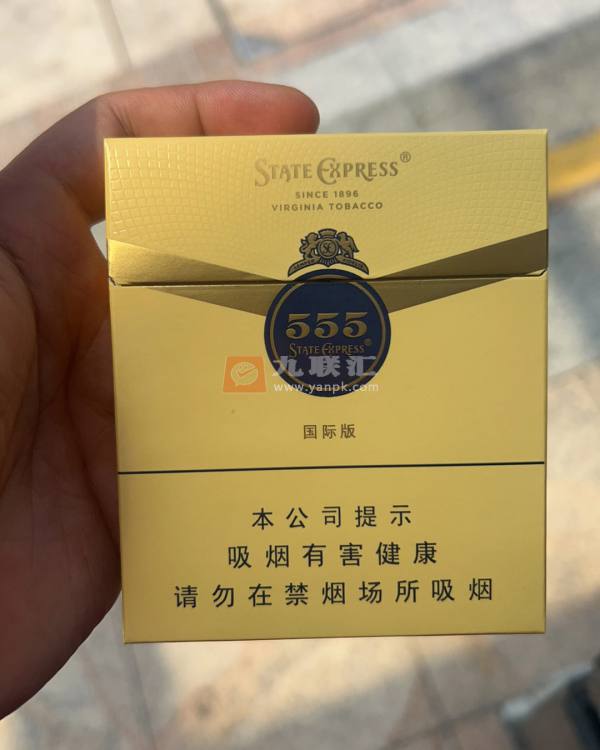 STATE EXPRESS®
SINCE 1896
VIRGINIA TOBACCO
555
STATE EXPRESS®
九联汇
www.yanpk.com
国际版
本公司提示
吸烟有害健康
请勿在禁烟场所吸烟